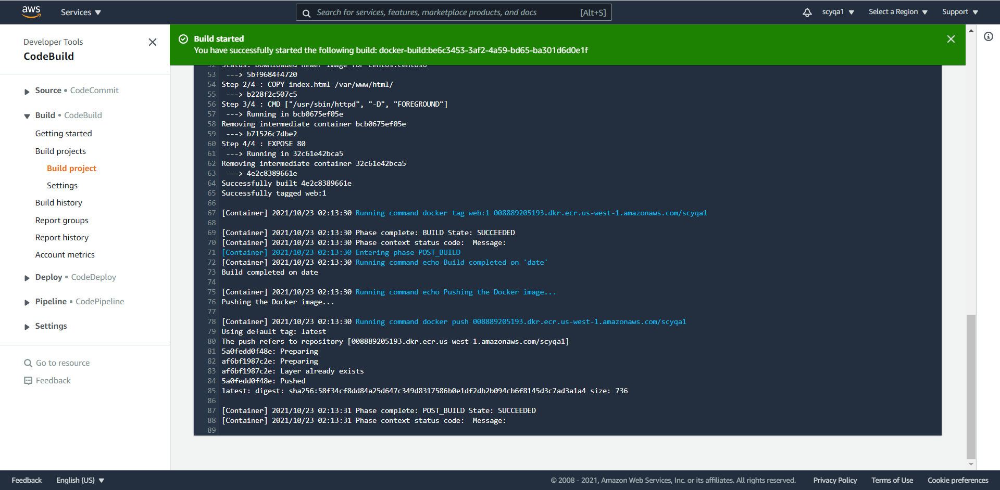 aws
Services
Search for services, features, marketplace products, and docs
[Alt+S]
scyqa1
Select a Region
Support
Developer Tools
CodeBuild
Source • CodeCommit
Build • CodeBuild
Getting started
Build projects
Build project
Settings
Build history
Report groups
Report history
Account metrics
Deploy • CodeDeploy
Pipeline • CodePipeline
Settings
Go to resource
Feedback
Build started
You have successfully started the following build: docker-build:be6c3453-3af2-4a59-bd65-ba301d6d0e1f
52 Status: Downloaded newer image for centos:centos6
53 ---> 5bf9684f4720
54 Step 2/4 : COPY index.html /var/www/html/
55 ---> b228f2c507c5
56 Step 3/4 : CMD ["/usr/sbin/httpd", "-D", "FOREGROUND"]
57 ---> Running in bcb0675ef05e
58 Removing intermediate container bcb0675ef05e
59 ---> b71526c7dbe2
60 Step 4/4 : EXPOSE 80
61 ---> Running in 32c61e42bca5
62 Removing intermediate container 32c61e42bca5
63 ---> 4e2c8389661e
64 Successfully built 4e2c8389661e
65 Successfully tagged web:1
66
67 [Container] 2021/10/23 02:13:30 Running command docker tag web:1 008889205193.dkr.ecr.us-west-1.amazonaws.com/scyqa1
68
69 [Container] 2021/10/23 02:13:30 Phase complete: BUILD State: SUCCEEDED
70 [Container] 2021/10/23 02:13:30 Phase context status code:  Message:
71 [Container] 2021/10/23 02:13:30 Entering phase POST_BUILD
72 [Container] 2021/10/23 02:13:30 Running command echo Build completed on 'date'
73 Build completed on date
74
75 [Container] 2021/10/23 02:13:30 Running command echo Pushing the Docker image...
76 Pushing the Docker image...
77
78 [Container] 2021/10/23 02:13:30 Running command docker push 008889205193.dkr.ecr.us-west-1.amazonaws.com/scyqa1
79 Using default tag: latest
80 The push refers to repository [008889205193.dkr.ecr.us-west-1.amazonaws.com/scyqa1]
81 5a0fedd0f48e: Preparing
82 af6bf1987c2e: Preparing
83 af6bf1987c2e: Layer already exists
84 5a0fedd0f48e: Pushed
85 latest: digest: sha256:58f34cf8dd84a25d647c349d8317586b0e1df2db2b094cb6f8145d3c7ad3a1a4 size: 736
86
87 [Container] 2021/10/23 02:13:31 Phase complete: POST_BUILD State: SUCCEEDED
88 [Container] 2021/10/23 02:13:31 Phase context status code:  Message:
89
Feedback
English (US)
© 2008 - 2021, Amazon Web Services, Inc. or its affiliates. All rights reserved.
Privacy Policy
Terms of Use
Cookie preferences